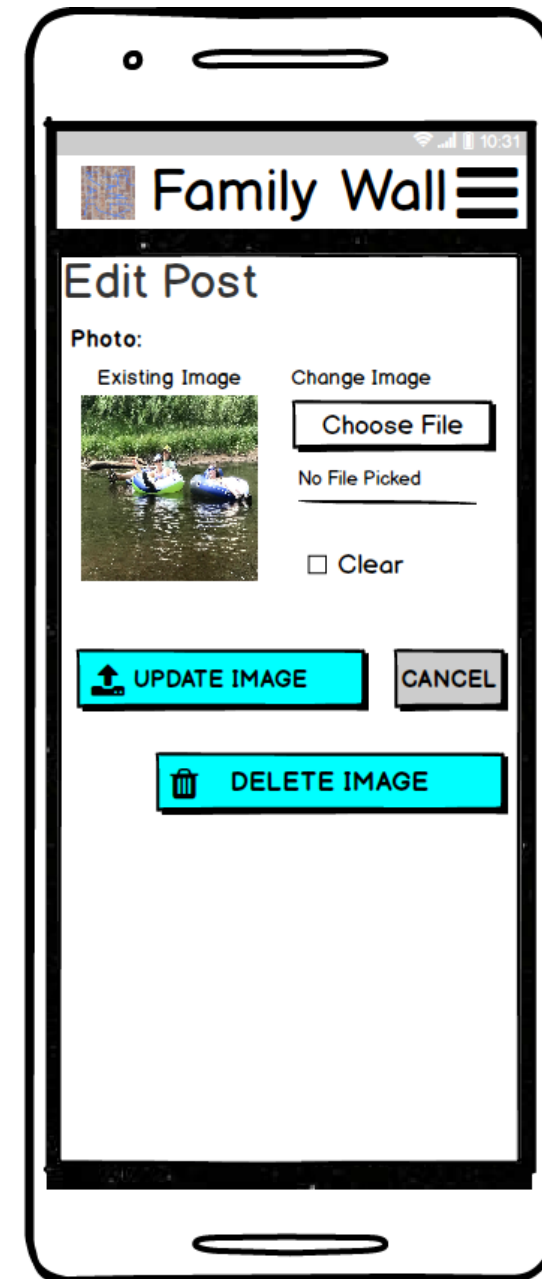 10:31
Family Wall
Edit Post
Photo:
Existing Image
Change Image
Choose File
No File Picked
Clear
UPDATE IMAGE
CANCEL
DELETE IMAGE